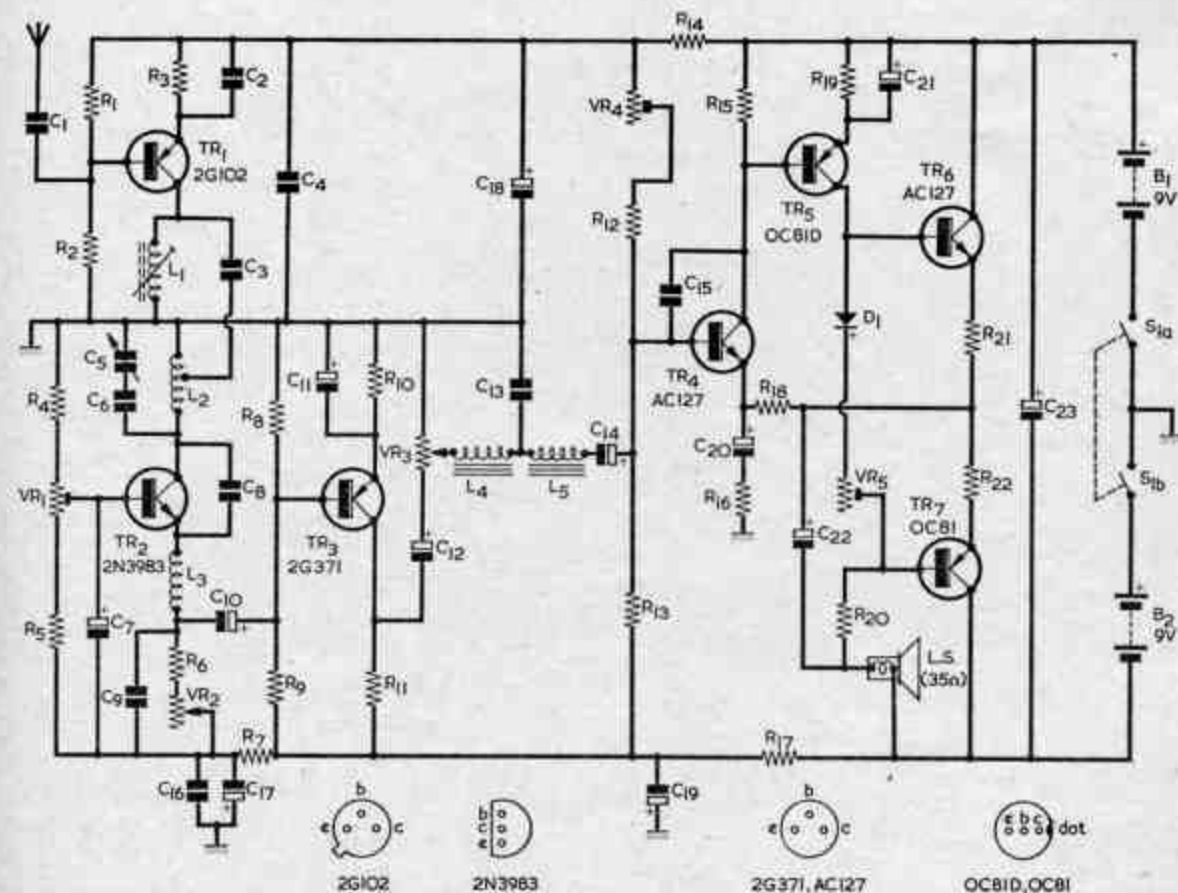 R14
R1
R3
C2
C1
TR1
2G102
C4
C18
VR4
R15
R19
C21
R2
L1
C3
R12
TR5
OC81D
TR6
AC127
B1
9V
C15
D1
S1a
C5
C6
L2
R4
R8
C11
R10
C13
TR4
AC127
R18
R21
C23
VR1
C8
VR3
L4
L5
C14
C20
R16
VR5
R22
S1b
TR2
2N3983
TR3
2G371
C12
C22
TR7
OC81
L3
C10
R5
C7
R6
R9
R11
R13
R20
L.S
(35Ω)
B2
9V
C9
VR2
R7
R17
C16
C17
C19
b
e
c
2G102
b
c
e
2N3983
b
e
c
2G371, AC127
e b c
dot
OC81D, OC81